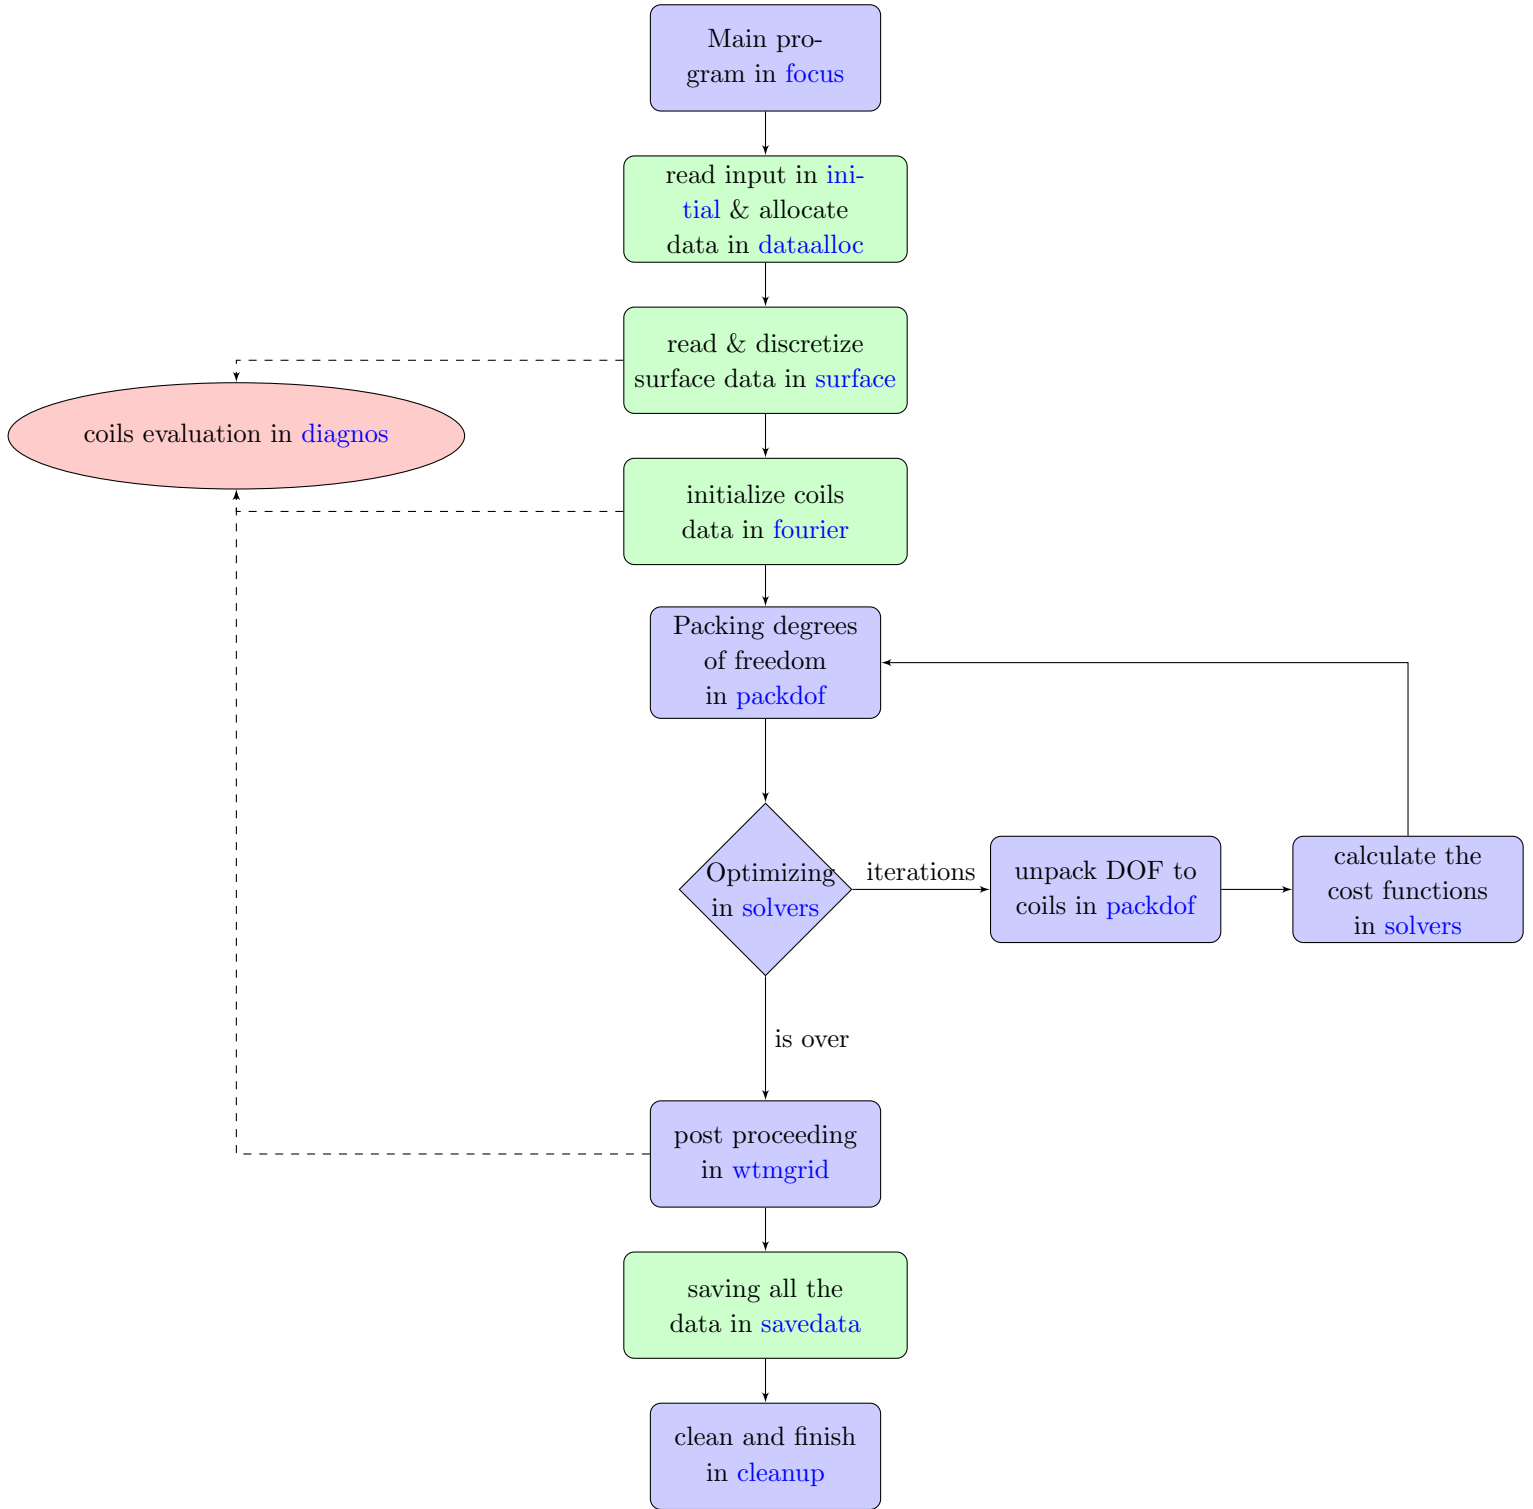 Main pro-
gram in focus
read input in ini-
tial & allocate
data in dataalloc
read & discretize
surface data in surface
coils evaluation in diagnos
initialize coils
data in fourier
Packing degrees
of freedom
in packdof
Optimizing
in solvers
iterations
unpack DOF to
coils in packdof
calculate the
cost functions
in solvers
is over
post proceeding
in wtmgrid
saving all the
data in savedata
clean and finish
in cleanup